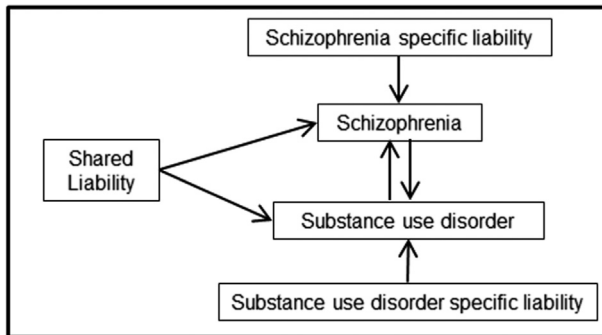 Schizophrenia specific liability
Schizophrenia
Shared
Liability
Substance use disorder
Substance use disorder specific liability